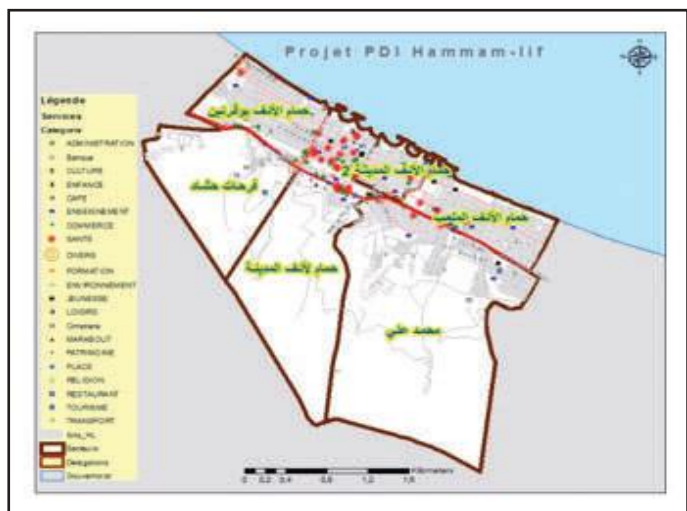 Projet PDI Hammam-lif
Légende
Services
Categorie
ADMINISTRATION
Banque
CULTURE
ENFANCE
CAFE
ENSEIGNEMENT
COMMERCE
SANTE
DIVERS
FORMATION
ENVIRONNEMENT
JEUNESSE
LOISIRS
Cimetiere
MARABOUT
PATRIMOINE
PLACE
RELIGION
RESTAURANT
TOURISME
TRANSPORT
Secteurs
Délégations
Gouvernorat
حمام الأنف بوقرنين
حمام الأنف المدينة 2
فرحات حشاد
حمام الأنف الملعب
حمام لأنف المدينة
محمد علي
Kilometers
0 0,2 0,4 0,8 1,2 1,6